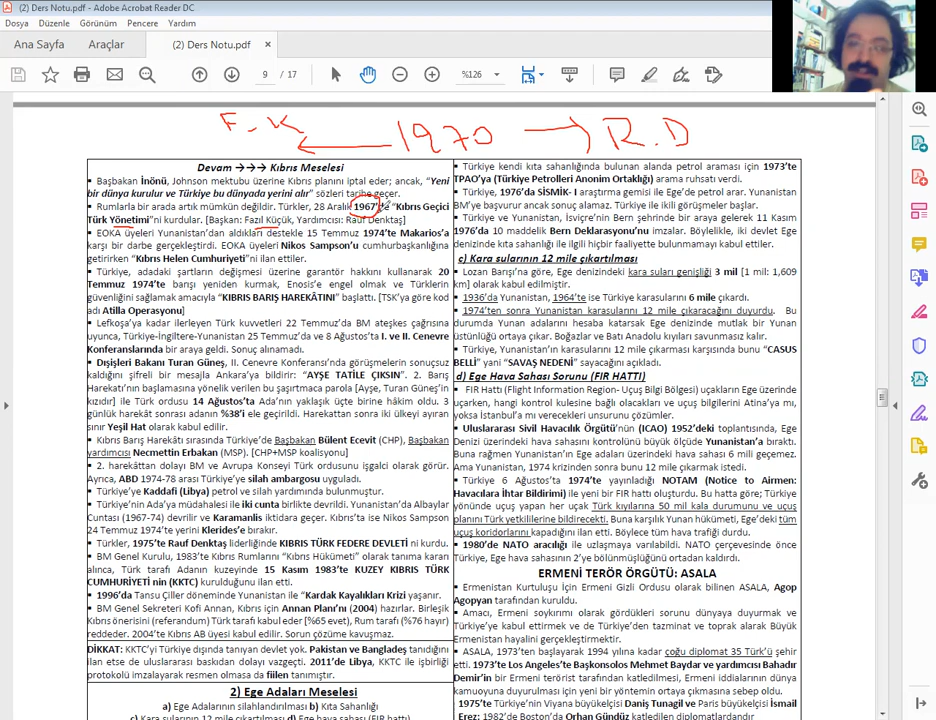 (2) Ders Notu.pdf - Adobe Acrobat Reader DC
Dosya Düzenle Görünüm Pencere Yardım
Ana Sayfa Araçlar (2) Ders Notu.pdf ×
9 / 17 %126
F.K ← 1970 → R.D
Devam →→→ Kıbrıs Meselesi
▪ Başbakan İnönü, Johnson mektubu üzerine Kıbrıs planını iptal eder; ancak, “Yeni
bir dünya kurulur ve Türkiye bu dünyada yerini alır” sözleri tarihe geçer.
▪ Rumlarla bir arada artık mümkün değildir. Türkler, 28 Aralık 1967’de “Kıbrıs Geçici
Türk Yönetimi”ni kurdular. [Başkan: Fazıl Küçük, Yardımcısı: Rauf Denktaş]
▪ EOKA üyeleri Yunanistan’dan aldıkları destekle 15 Temmuz 1974’te Makarios’a
karşı bir darbe gerçekleştirdi. EOKA üyeleri Nikos Sampson’u cumhurbaşkanlığına
getirirken “Kıbrıs Helen Cumhuriyeti”ni ilan ettiler.
▪ Türkiye, adadaki şartların değişmesi üzerine garantör hakkını kullanarak 20
Temmuz 1974’te barışı yeniden kurmak, Enosis’e engel olmak ve Türklerin
güvenliğini sağlamak amacıyla “KIBRIS BARIŞ HAREKÂTINI” başlattı. [TSK’ya göre kod
adı Atilla Operasyonu]
▪ Lefkoşa’ya kadar ilerleyen Türk kuvvetleri 22 Temmuz’da BM ateşkes çağrısına
uyunca, Türkiye-İngiltere-Yunanistan 25 Temmuz’da ve 8 Ağustos’ta I. ve II. Cenevre
Konferanslarında bir araya geldi. Sonuç alınamadı.
▪ Dışişleri Bakanı Turan Güneş, II. Cenevre Konferansı’nda görüşmelerin sonuçsuz
kaldığını şifreli bir mesajla Ankara’ya bildirir: “AYŞE TATİLE ÇIKSIN”. 2. Barış
Harekatı’nın başlamasına yönelik verilen bu şaşırtmaca parola [Ayşe, Turan Güneş’in
kızıdır] ile Türk ordusu 14 Ağustos’ta Ada’nın yaklaşık üçte birine hâkim oldu. 3
günlük harekât sonrası adanın %38’i ele geçirildi. Harekattan sonra iki ülkeyi ayıran
sınır Yeşil Hat olarak kabul edilir.
▪ Kıbrıs Barış Harekâtı sırasında Türkiye’de Başbakan Bülent Ecevit (CHP), Başbakan
yardımcısı Necmettin Erbakan (MSP). [CHP+MSP koalisyonu]
▪ 2. harekâttan dolayı BM ve Avrupa Konseyi Türk ordusunu işgalci olarak görür.
Ayrıca, ABD 1974-78 arası Türkiye’ye silah ambargosu uyguladı.
▪ Türkiye’ye Kaddafi (Libya) petrol ve silah yardımında bulunmuştur.
▪ Türkiye’nin Ada’ya müdahalesi ile iki cunta birlikte devrildi. Yunanistan’da Albaylar
Cuntası (1967-74) devrilir ve Karamanlis iktidara geçer. Kıbrıs’ta ise Nikos Sampson
24 Temmuz 1974’te yerini Klerides’e bırakır.
▪ Türkler, 1975’te Rauf Denktaş liderliğinde KIBRIS TÜRK FEDERE DEVLETİ ni kurdu.
▪ BM Genel Kurulu, 1983’te Kıbrıs Rumlarını “Kıbrıs Hükümeti” olarak tanıma kararı
alınca, Türk tarafı Adanın kuzeyinde 15 Kasım 1983’te KUZEY KIBRIS TÜRK
CUMHURİYETİ nin (KKTC) kurulduğunu ilan etti.
▪ 1996’da Tansu Çiller döneminde Yunanistan ile “Kardak Kayalıkları Krizi yaşanır.
▪ BM Genel Sekreteri Kofi Annan, Kıbrıs için Annan Planı’nı (2004) hazırlar. Birleşik
Kıbrıs önerisini (referandum) Türk tarafı kabul eder [%65 evet], Rum tarafı (%76 hayır)
reddeder. 2004’te Kıbrıs AB üyesi kabul edilir. Sorun çözüme kavuşmaz.
DİKKAT: KKTC’yi Türkiye dışında tanıyan devlet yok. Pakistan ve Bangladeş tanıdığını
ilan etse de uluslararası baskıdan dolayı vazgeçti. 2011’de Libya, KKTC ile işbirliği
protokolü imzalayarak resmen olmasa da fiilen tanımıştır.
2) Ege Adaları Meselesi
a) Ege Adalarının silahlandırılması b) Kıta Sahanlığı
c) Kara sularının 12 mile çıkartılması d) Ege hava sahası (FIR hattı)
▪ Türkiye kendi kıta sahanlığında bulunan alanda petrol araması için 1973’te
TPAO’ya (Türkiye Petrolleri Anonim Ortaklığı) arama ruhsatı verdi.
▪ Türkiye, 1976’da SİSMİK- I araştırma gemisi ile Ege’de petrol arar. Yunanistan
BM’ye başvurur ancak sonuç alamaz. Türkiye ile ikili görüşmeler başlar.
▪ Türkiye ve Yunanistan, İsviçre’nin Bern şehrinde bir araya gelerek 11 Kasım
1976’da 10 maddelik Bern Deklarasyonu’nu imzalar. Böylelikle, iki devlet Ege
denizinde kıta sahanlığı ile ilgili hiçbir faaliyette bulunmamayı kabul ettiler.
c) Kara sularının 12 mile çıkartılması
▪ Lozan Barışı’na göre, Ege denizindeki kara suları genişliği 3 mil [1 mil: 1,609
km] olarak kabul edilmiştir.
▪ 1936’da Yunanistan, 1964’te ise Türkiye karasularını 6 mile çıkardı.
▪ 1974’ten sonra Yunanistan karasularını 12 mile çıkaracağını duyurdu. Bu
durumda Yunan adalarını hesaba katarsak Ege denizinde mutlak bir Yunan
üstünlüğü ortaya çıkar. Boğazlar ve Batı Anadolu kıyıları savunmasız kalır.
▪ Türkiye, Yunanistan’ın karasularını 12 mile çıkarması karşısında bunu “CASUS
BELLİ” yani “SAVAŞ NEDENİ” sayacağını açıkladı.
d) Ege Hava Sahası Sorunu (FIR HATTI)
▪ FIR Hattı (Flight Information Region- Uçuş Bilgi Bölgesi) uçakların Ege üzerinde
uçarken, hangi kontrol kulesine bağlı olacakları ve uçuş bilgilerini Atina’ya mı,
yoksa İstanbul’a mı verecekleri unsurunu çözümler.
▪ Uluslararası Sivil Havacılık Örgütü’nün (ICAO) 1952’deki toplantısında, Ege
Denizi üzerindeki hava sahasını kontrolünü büyük ölçüde Yunanistan’a bıraktı.
Buna rağmen Yunanistan’ın Ege adaları üzerindeki hava sahası 6 mili geçemez.
Ama Yunanistan, 1974 krizinden sonra bunu 12 mile çıkarmak istedi.
▪ Türkiye 6 Ağustos 1974’te yayınladığı NOTAM (Notice to Airmen:
Havacılara İhtar Bildirimi) ile yeni bir FIR hattı oluşturdu. Bu hatta göre; Türkiye
yönünde yapan her uçak Türk kıyılarına 50 mil kala durumunu ve uçuş
planını Türk yetkililerine bildirecekti. Buna karşılık Yunan hükümeti, Ege’deki tüm
uçuş koridorlarını kapadığını ilan etti. Böylece tüm hava trafiği durdu.
▪ 1980’de NATO aracılığı ile uzlaşmaya varılabildi. NATO çerçevesinde önce
Türkiye, Ege hava sahasının 2’ye bölünmüşlüğünü ortadan kaldırdı.
ERMENİ TERÖR ÖRGÜTÜ: ASALA
▪ Ermenistan Kurtuluşu İçin Ermeni Gizli Ordusu olarak bilinen ASALA, Agop
Agopyan tarafından kuruldu.
▪ Amacı, Ermeni soykırımı olarak gördükleri sorunu dünyaya duyurmak ve
Türkiye’ye kabul ettirmek ve de Türkiye’den tazminat ve toprak alarak Büyük
Ermenistan hayalini gerçekleştirmektir.
▪ ASALA, 1973’ten başlayarak 1994 yılına kadar çoğu diplomat 35 Türk’ü şehir
etti. 1973’te Los Angeles’te Başkonsolos Mehmet Baydar ve yardımcısı Bahadır
Demir’in bir Ermeni terörist tarafından katledilmesi, Ermeni iddialarının dünya
kamuoyuna duyurulması için yeni bir yöntemin ortaya çıkmasına sebep oldu.
1975’te Türkiye’nin Viyana büyükelçisi Daniş Tunagil ve Paris büyükelçisi İsmail
Erez; 1982’de Boston’da Orhan Gündüz katledilen diplomatlardandır